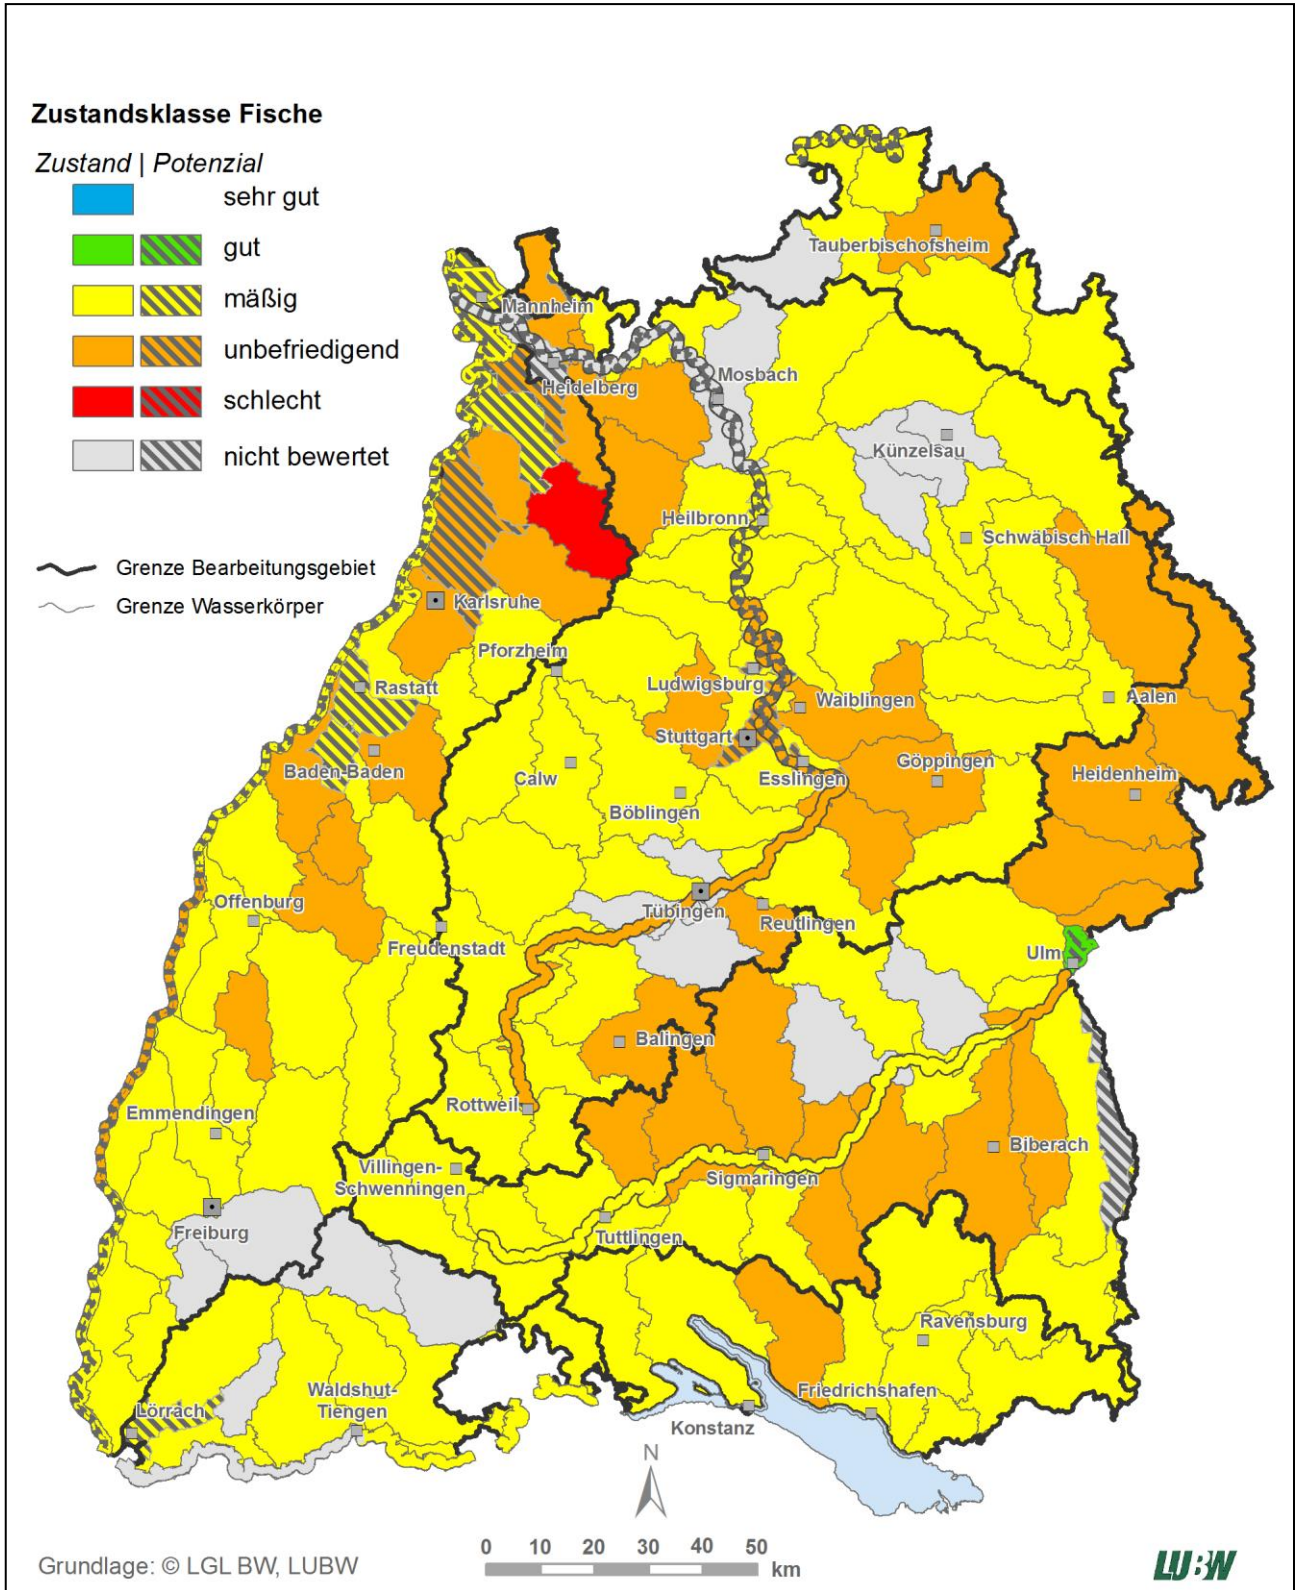 Zustandsklasse Fische
Zustand | Potenzial
sehr gut
gut
mäßig
unbefriedigend
schlecht
nicht bewertet
Grenze Bearbeitungsgebiet
Grenze Wasserkörper
Tauberbischofsheim
Mannheim
Heidelberg
Mosbach
Künzelsau
Heilbronn
Schwäbisch Hall
Karlsruhe
Pforzheim
Ludwigsburg
Rastatt
Waiblingen
Aalen
Stuttgart
Baden-Baden
Calw
Esslingen
Göppingen
Heidenheim
Böblingen
Offenburg
Tübingen
Reutlingen
Freudenstadt
Ulm
Balingen
Emmendingen
Rottweil
Biberach
Villingen-
Schwenningen
Sigmaringen
Freiburg
Tuttlingen
Ravensburg
Lörrach
Waldshut-
Tiengen
Friedrichshafen
Konstanz
N
0 10 20 30 40 50
km
Grundlage: © LGL BW, LUBW
LUBW